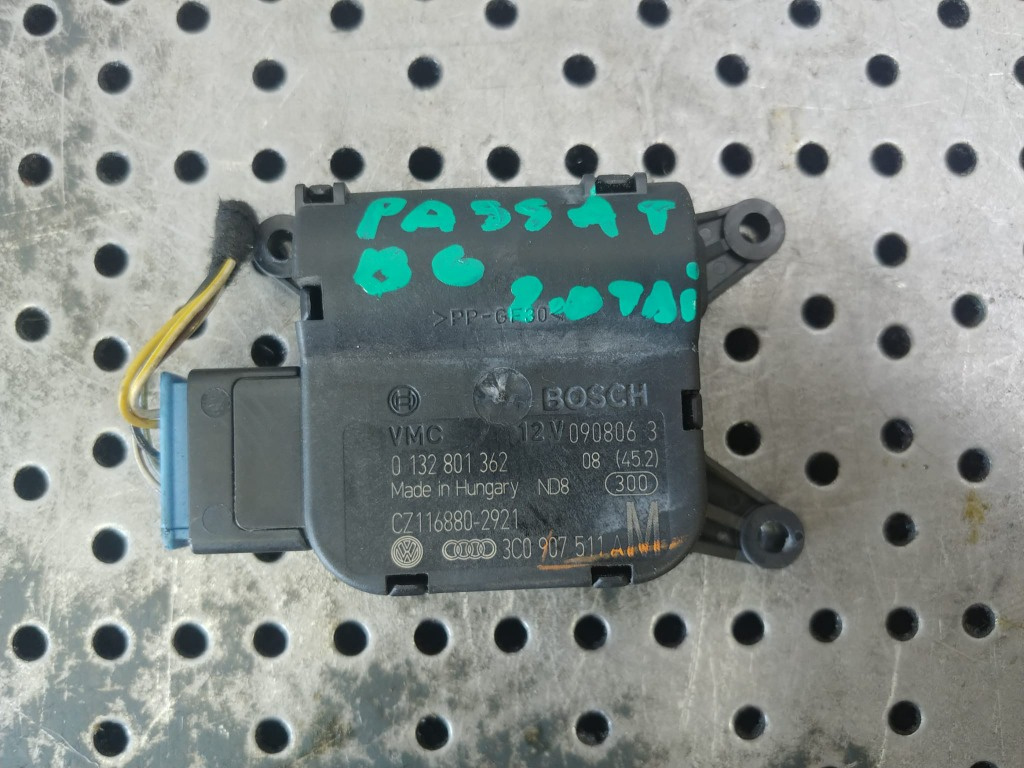 PASSAT
B6
2.0TDi
>PP-GF30<
BOSCH
VMC 12V 090806 3
0 132 801 362 08 (45.2)
Made in Hungary ND8 300
CZ116880-2921 M
3C0 907 511 A